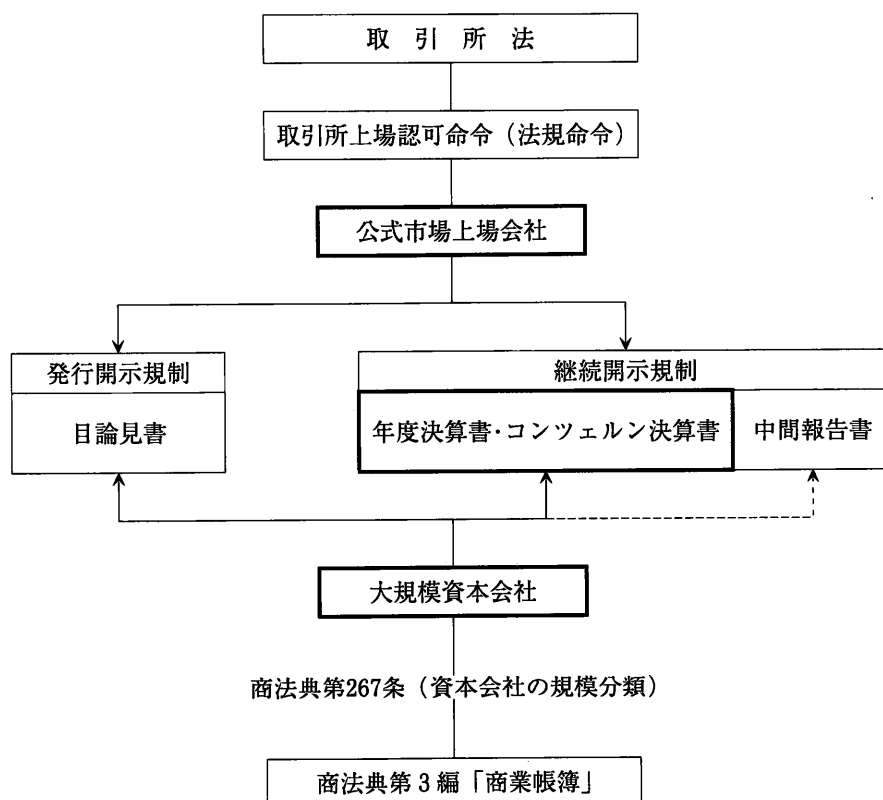 取引所法
取引所上場認可命令（法規命令）
公式市場上場会社
発行開示規制
継続開示規制
目論見書
年度決算書・コンツェルン決算書
中間報告書
大規模資本会社
商法典第267条（資本会社の規模分類）
商法典第3編「商業帳簿」